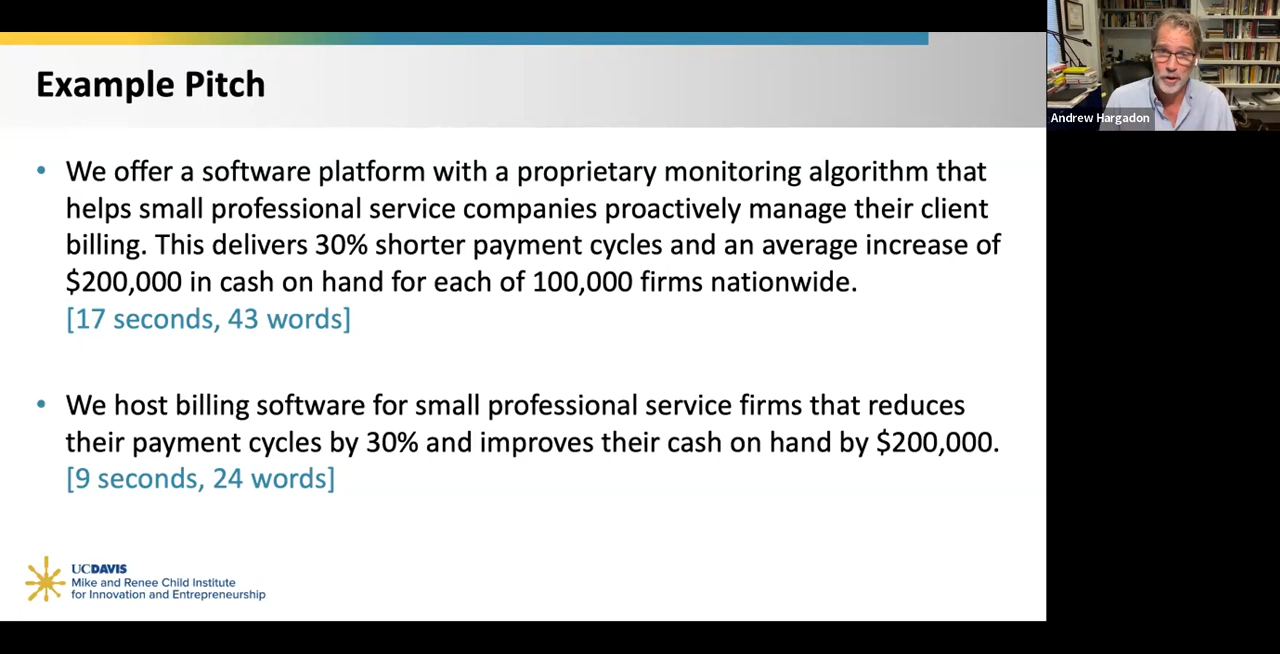 Example Pitch
• We offer a software platform with a proprietary monitoring algorithm that
helps small professional service companies proactively manage their client
billing. This delivers 30% shorter payment cycles and an average increase of
$200,000 in cash on hand for each of 100,000 firms nationwide.
[17 seconds, 43 words]
• We host billing software for small professional service firms that reduces
their payment cycles by 30% and improves their cash on hand by $200,000.
[9 seconds, 24 words]
UCDAVIS
Mike and Renee Child Institute
for Innovation and Entrepreneurship
Andrew Hargadon